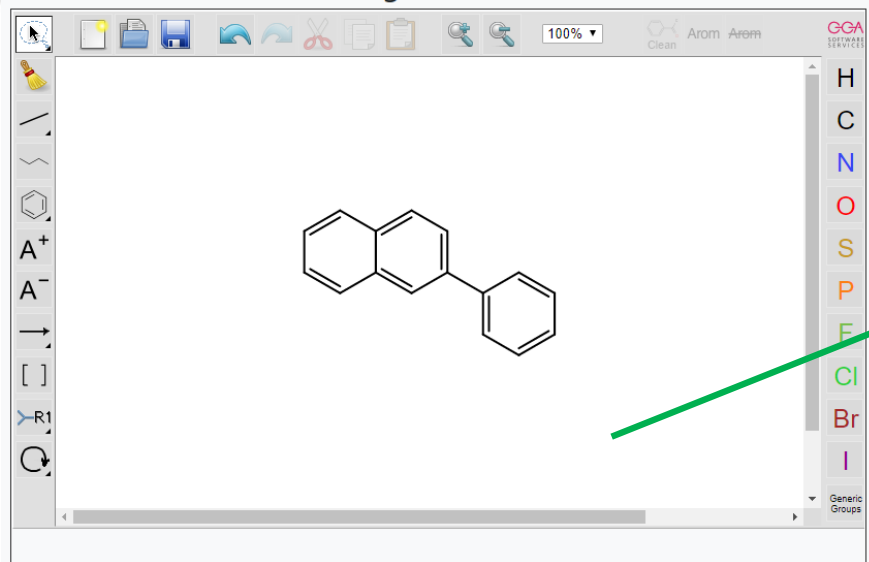 100%
Clean
Arom Arom
GGA
SOFTWARE
SERVICES
H
C
N
O
A+
S
A-
P
F
[ ]
Cl
R1
Br
I
Generic
Groups